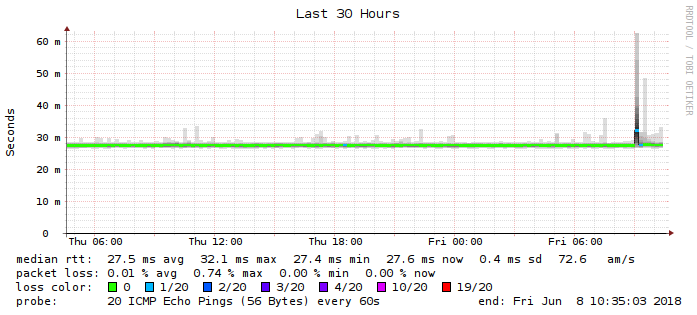 Last 30 Hours
RRDTOOL / TOBI OETIKER
Seconds
60 m
50 m
40 m
30 m
20 m
10 m
0
Thu 06:00 Thu 12:00 Thu 18:00 Fri 00:00 Fri 06:00
median rtt: 27.5 ms avg 32.1 ms max 27.4 ms min 27.6 ms now 0.4 ms sd 72.6 am/s
packet loss: 0.01 % avg 0.74 % max 0.00 % min 0.00 % now
loss color: 0 1/20 2/20 3/20 4/20 10/20 19/20
probe: 20 ICMP Echo Pings (56 Bytes) every 60s end: Fri Jun 8 10:35:03 2018